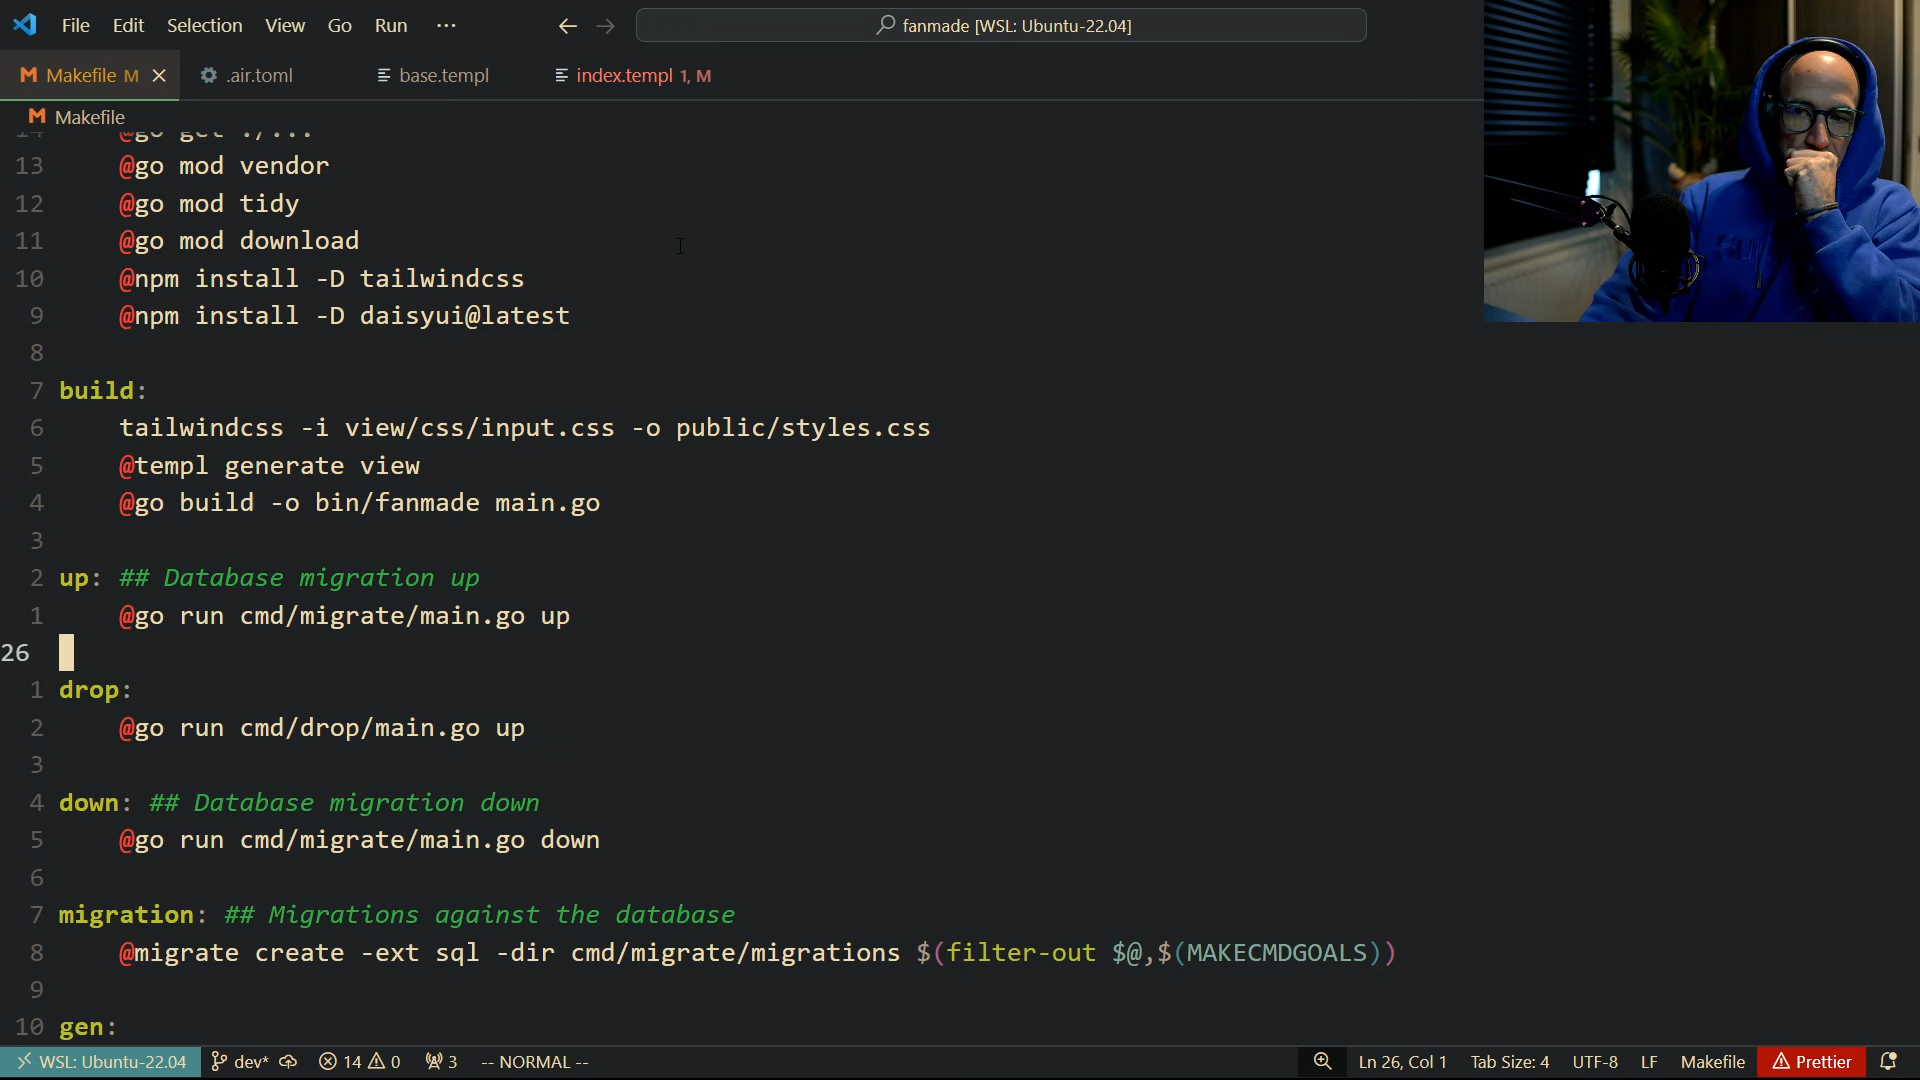 File Edit Selection View Go Run ···
fanmade [WSL: Ubuntu-22.04]
Makefile M
.air.toml
base.templ
index.templ 1, M
Makefile
14 @go get ./...
13 @go mod vendor
12 @go mod tidy
11 @go mod download
10 @npm install -D tailwindcss
9 @npm install -D daisyui@latest
8
7 build:
6 tailwindcss -i view/css/input.css -o public/styles.css
5 @templ generate view
4 @go build -o bin/fanmade main.go
3
2 up: ## Database migration up
1 @go run cmd/migrate/main.go up
26
1 drop:
2 @go run cmd/drop/main.go up
3
4 down: ## Database migration down
5 @go run cmd/migrate/main.go down
6
7 migration: ## Migrations against the database
8 @migrate create -ext sql -dir cmd/migrate/migrations $(filter-out $@,$(MAKECMDGOALS))
9
10 gen:
WSL: Ubuntu-22.04 dev* 14 0 3 -- NORMAL -- Ln 26, Col 1 Tab Size: 4 UTF-8 LF Makefile Prettier